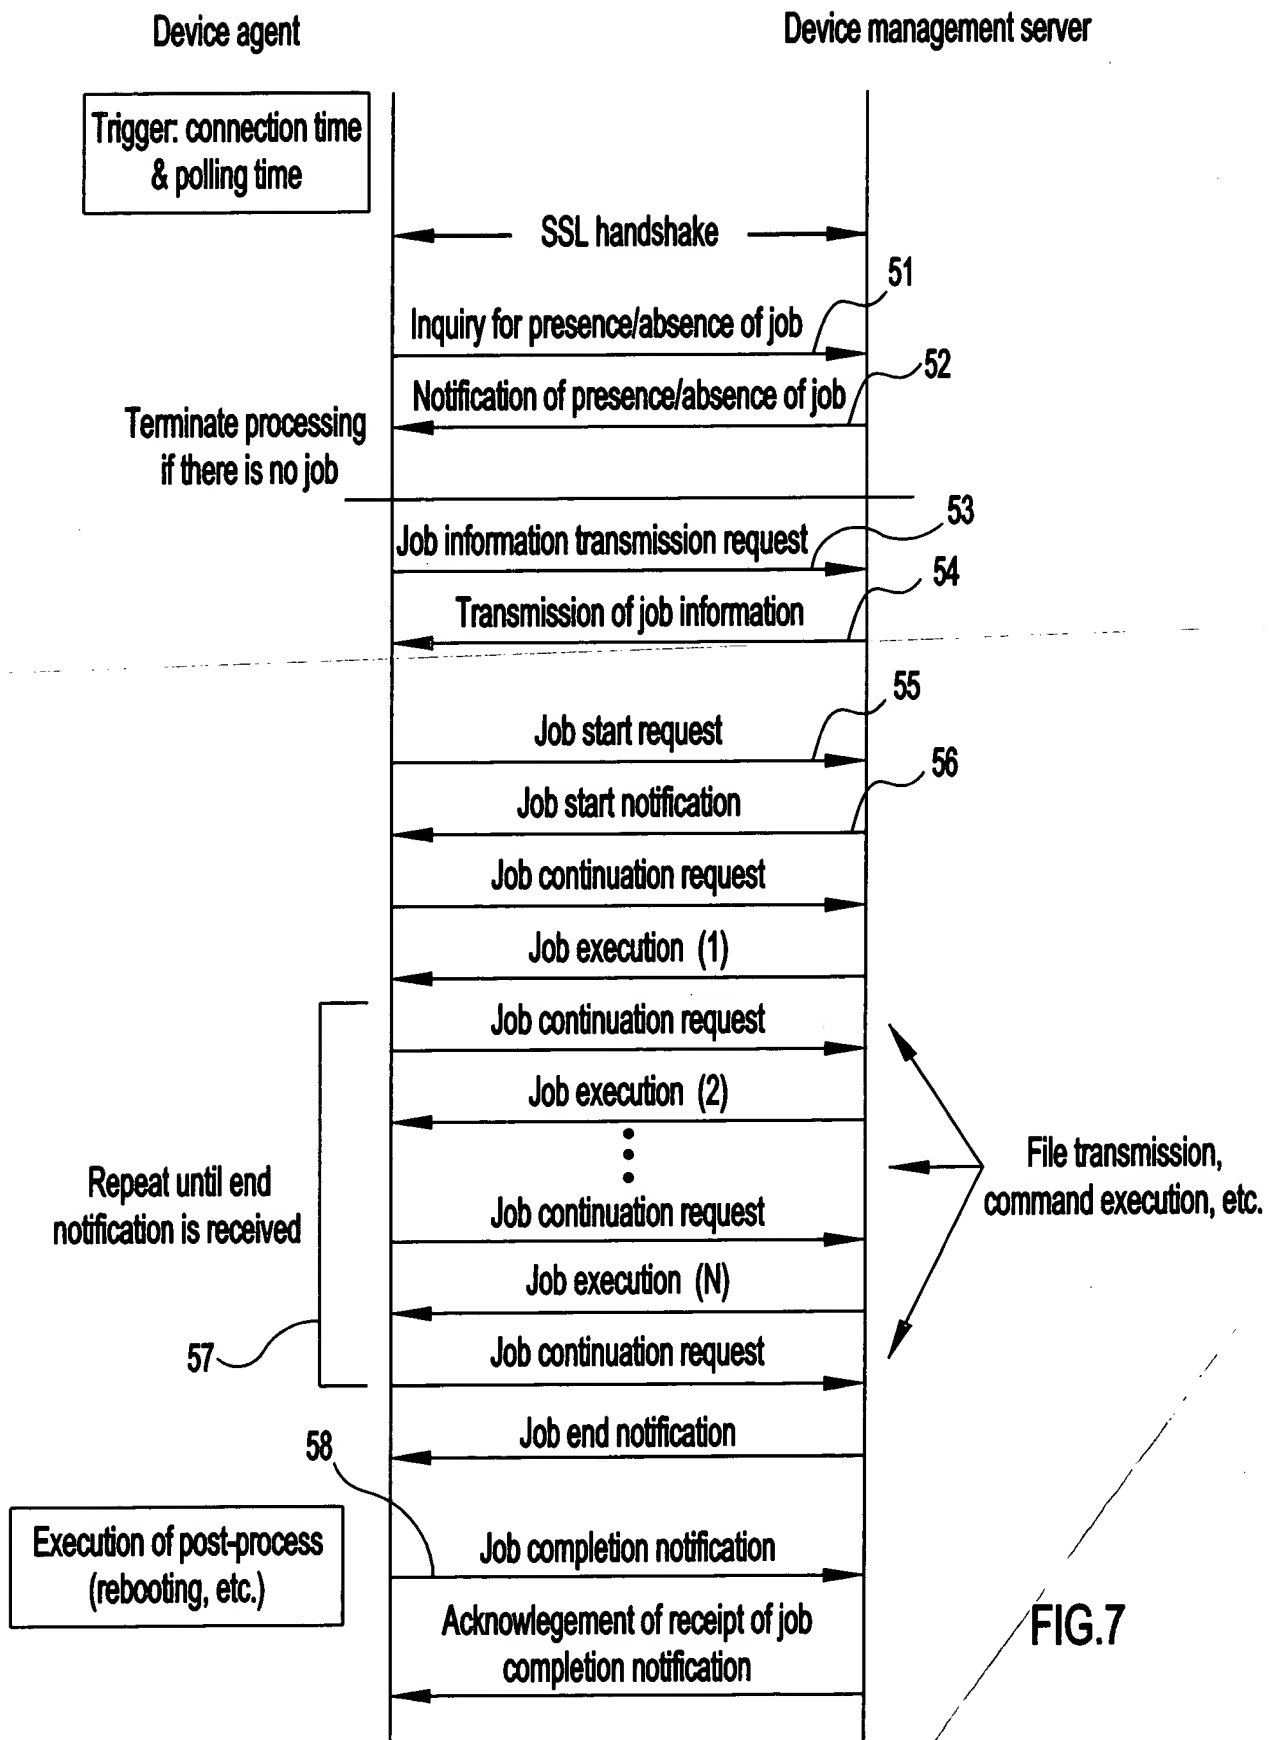 Device agent
Device management server
Trigger: connection time
& polling time
SSL handshake
51
Inquiry for presence/absence of job
52
Notification of presence/absence of job
Terminate processing
if there is no job
53
Job information transmission request
54
Transmission of job information
55
Job start request
56
Job start notification
Job continuation request
Job execution (1)
Job continuation request
Job execution (2)
Repeat until end
notification is received
File transmission,
command execution, etc.
Job continuation request
Job execution (N)
57
Job continuation request
Job end notification
58
Execution of post-process
(rebooting, etc.)
Job completion notification
Acknowlegement of receipt of job
completion notification
FIG.7